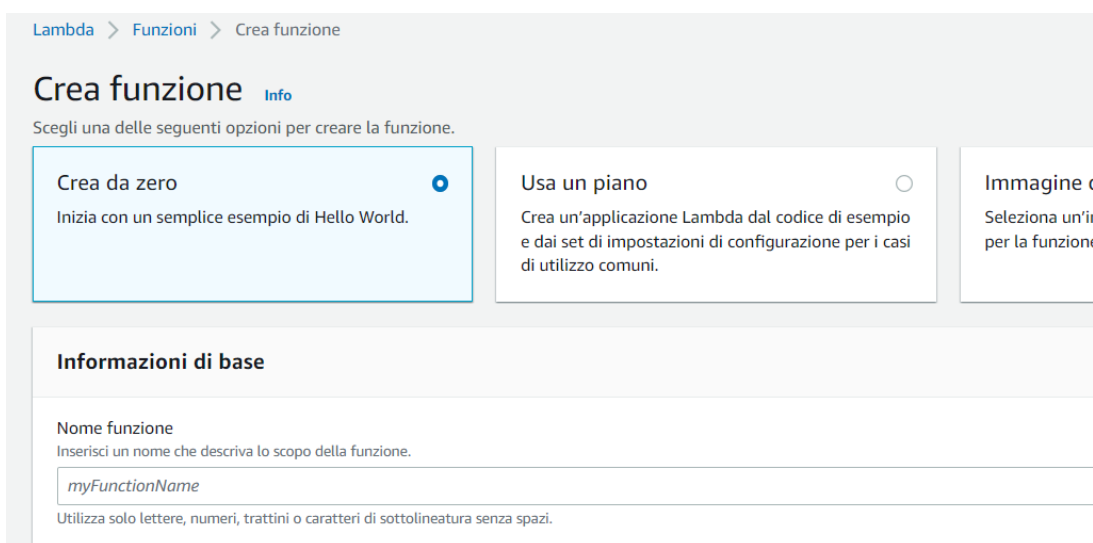 Lambda > Funzioni > Crea funzione
Crea funzione Info
Scegli una delle seguenti opzioni per creare la funzione.
Crea da zero
Inizia con un semplice esempio di Hello World.
Usa un piano
Crea un'applicazione Lambda dal codice di esempio
e dai set di impostazioni di configurazione per i casi
di utilizzo comuni.
Immagine
Seleziona
per la funzione
Informazioni di base
Nome funzione
Inserisci un nome che descriva lo scopo della funzione.
myFunctionName
Utilizza solo lettere, numeri, trattini o caratteri di sottolineatura senza spazi.